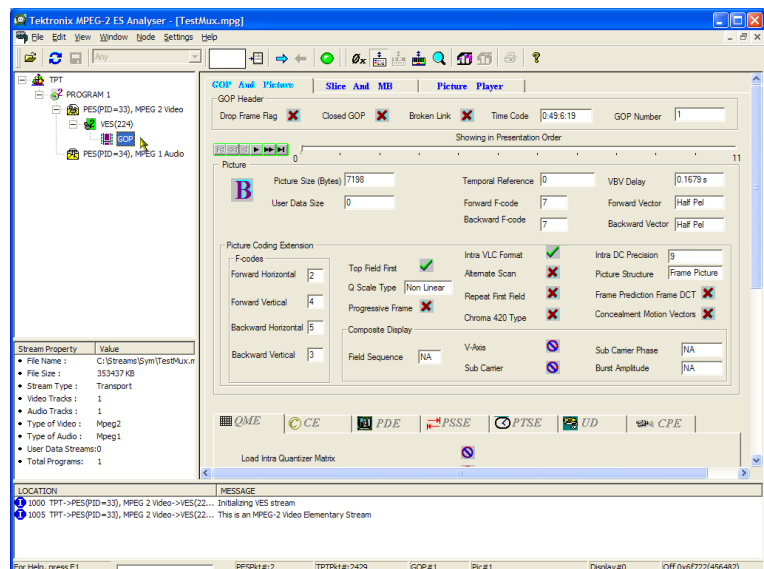 Tektronix MPEG-2 ES Analyser - [TestMux.mpg]
File Edit View Window Node Settings Help
Any
TPT
PROGRAM 1
PES(PID=33), MPEG 2 Video
VES(224)
GOP
PES(PID=34), MPEG 1 Audio
Stream Property Value
File Name : C:\Streams\Sym\TestMux.m
File Size : 353437 KB
Stream Type : Transport
Video Tracks : 1
Audio Tracks : 1
Type of Video : Mpeg2
Type of Audio : Mpeg1
User Data Streams:0
Total Programs: 1
GOP And Picture Slice And MB Picture Player
GOP Header
Drop Frame Flag Closed GOP Broken Link Time Code 0:49:6:19 GOP Number 1
Showing in Presentation Order
0 11
Picture
B
Picture Size (Bytes) 7198 Temporal Reference 0 VBV Delay 0.1679 s
User Data Size 0 Forward F-code 7 Forward Vector Half Pel
Backward F-code 7 Backward Vector Half Pel
Picture Coding Extension
F-codes
Forward Horizontal 2
Forward Vertical 4
Backward Horizontal 5
Backward Vertical 3
Top Field First
Q Scale Type Non Linear
Progressive Frame
Intra VLC Format
Alternate Scan
Repeat First Field
Chroma 420 Type
Intra DC Precision 9
Picture Structure Frame Picture
Frame Prediction Frame DCT
Concealment Motion Vectors
Composite Display
Field Sequence NA
V-Axis
Sub Carrier
Sub Carrier Phase NA
Burst Amplitude NA
QME CE PDE PSSE PTSE UD CPE
Load Intra Quantizer Matrix
LOCATION MESSAGE
1000 TPT->PES(PID=33), MPEG 2 Video->VES(22... Initializing VES stream
1005 TPT->PES(PID=33), MPEG 2 Video->VES(22... This is an MPEG-2 Video Elementary Stream
For Help, press F1 PESPkt#:2 TPTPkt#:2429 GOP#1 Pic#1 Display#0 Off 0x6f722(456482)